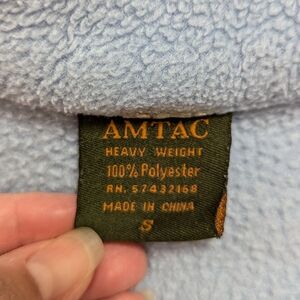 AMTAC
HEAVY WEIGHT
100% Polyester
RN. 57432168
MADE IN CHINA
S